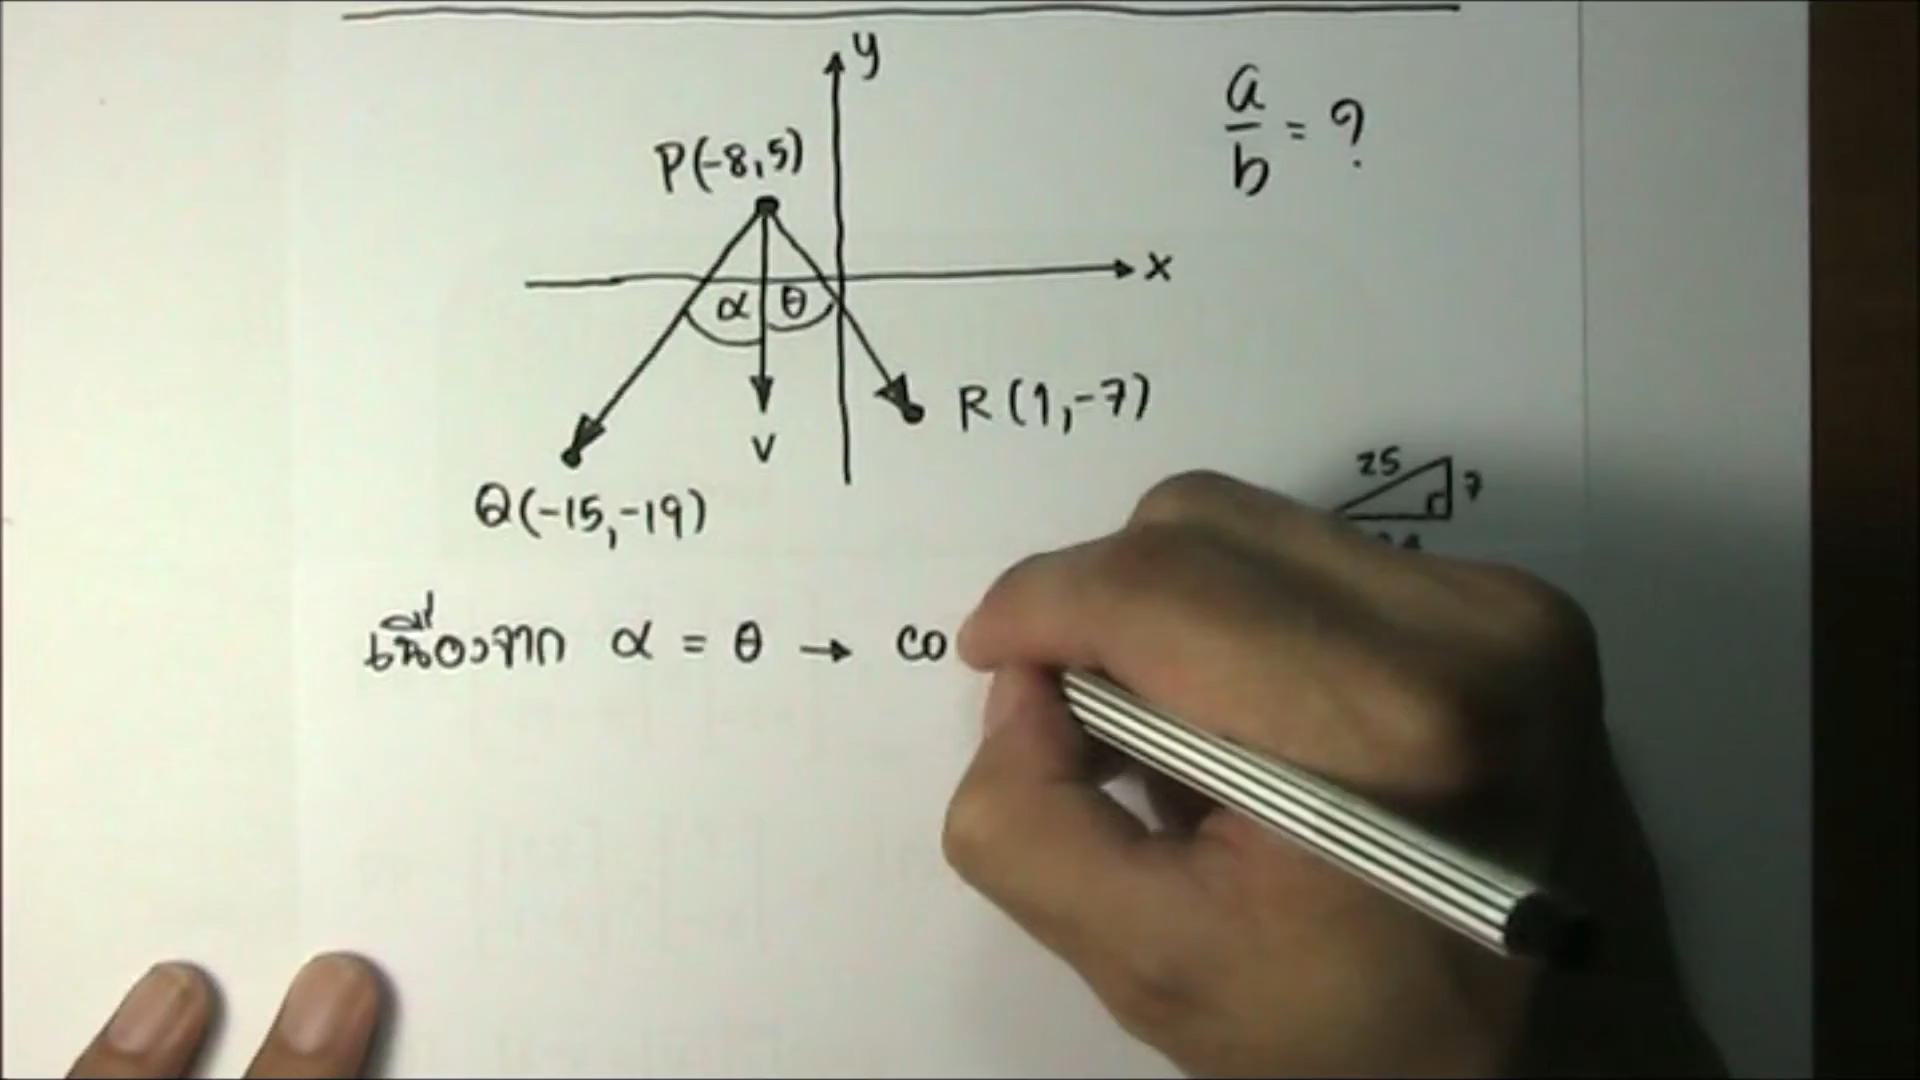 y
a/b = ?
P(-8,5)
x
α θ
R(1,-7)
v
25
7
Q(-15,-19)
เนื่องจาก α = θ → co